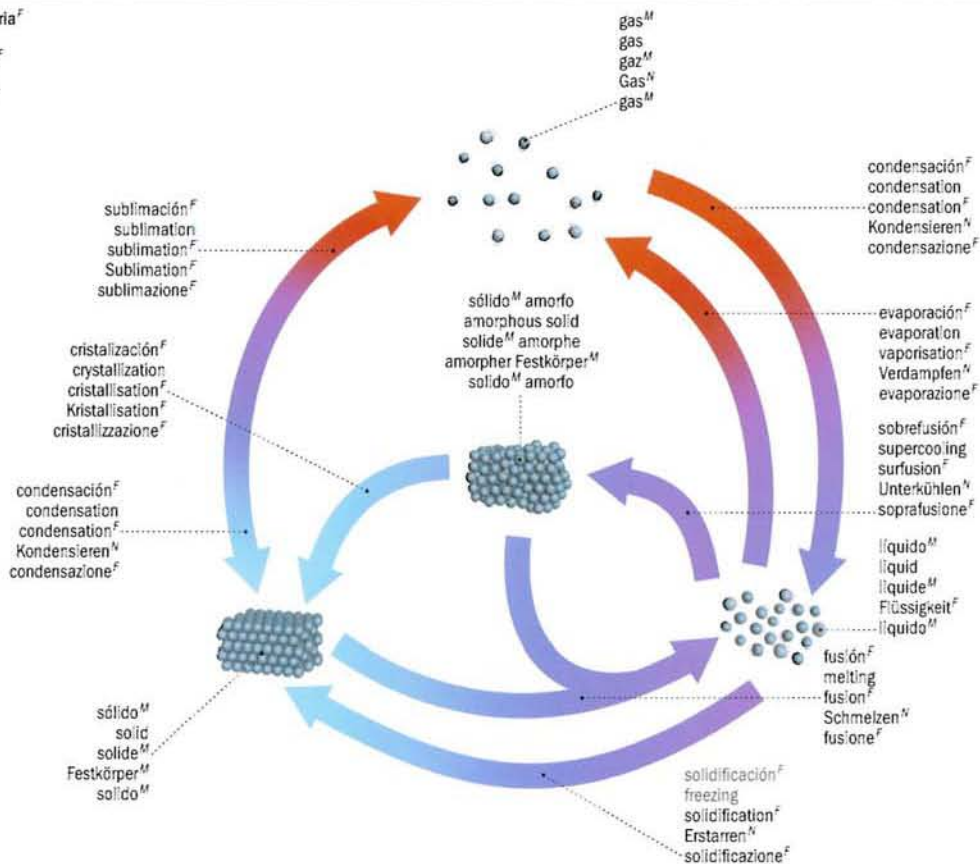 ria^F
F
gas^M
gas
gaz^M
Gas^N
gas^M
condensación^F
condensation
condensation^F
Kondensieren^N
condensazione^F
sublimación^F
sublimation
sublimation^F
Sublimation^F
sublimazione^F
sólido^M amorfo
amorphous solid
solide^M amorphe
amorpher Festkörper^M
solido^M amorfo
evaporación^F
evaporation
vaporisation^F
Verdampfen^N
evaporazione^F
cristalización^F
crystallization
cristallisation^F
Kristallisation^F
cristallizzazione^F
sobrefusión^F
supercooling
surfusion^F
Unterkühlen^N
soprafusione^F
condensación^F
condensation
condensation^F
Kondensieren^N
condensazione^F
líquido^M
liquid
liquide^M
Flüssigkeit^F
liquido^M
fusión^F
melting
fusion^F
Schmelzen^N
fusione^F
sólido^M
solid
solide^M
Festkörper^M
solido^M
solidificación^F
freezing
solidification^F
Erstarren^N
solidificazione^F